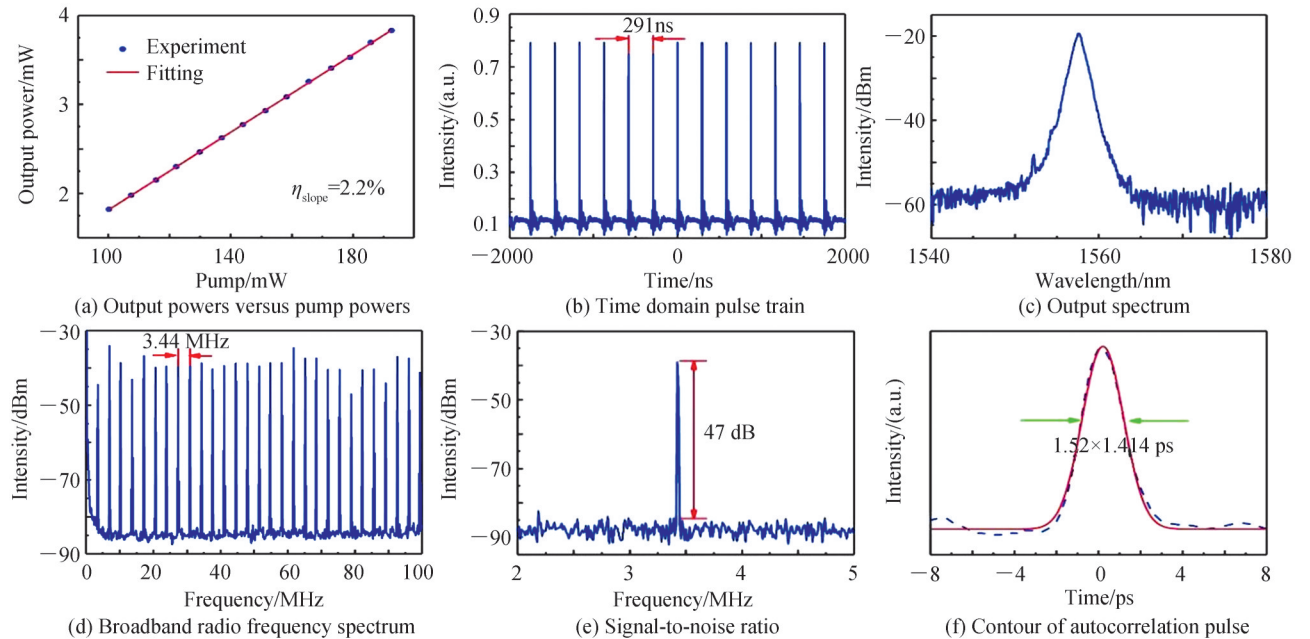 4
3
2
Output power/mW
Experiment
Fitting
ηslope=2.2%
100
140
180
Pump/mW
(a) Output powers versus pump powers
0.9
0.7
0.5
0.3
0.1
Intensity/(a.u.)
291ns
−2000
0
2000
Time/ns
(b) Time domain pulse train
−20
−40
−60
Intensity/dBm
1540
1560
1580
Wavelength/nm
(c) Output spectrum
−30
−50
−70
−90
Intensity/dBm
3.44 MHz
0
20
40
60
80
100
Frequency/MHz
(d) Broadband radio frequency spectrum
−30
−50
−70
−90
Intensity/dBm
47 dB
2
3
4
5
Frequency/MHz
(e) Signal-to-noise ratio
Intensity/(a.u.)
1.52×1.414 ps
−8
−4
0
4
8
Time/ps
(f) Contour of autocorrelation pulse